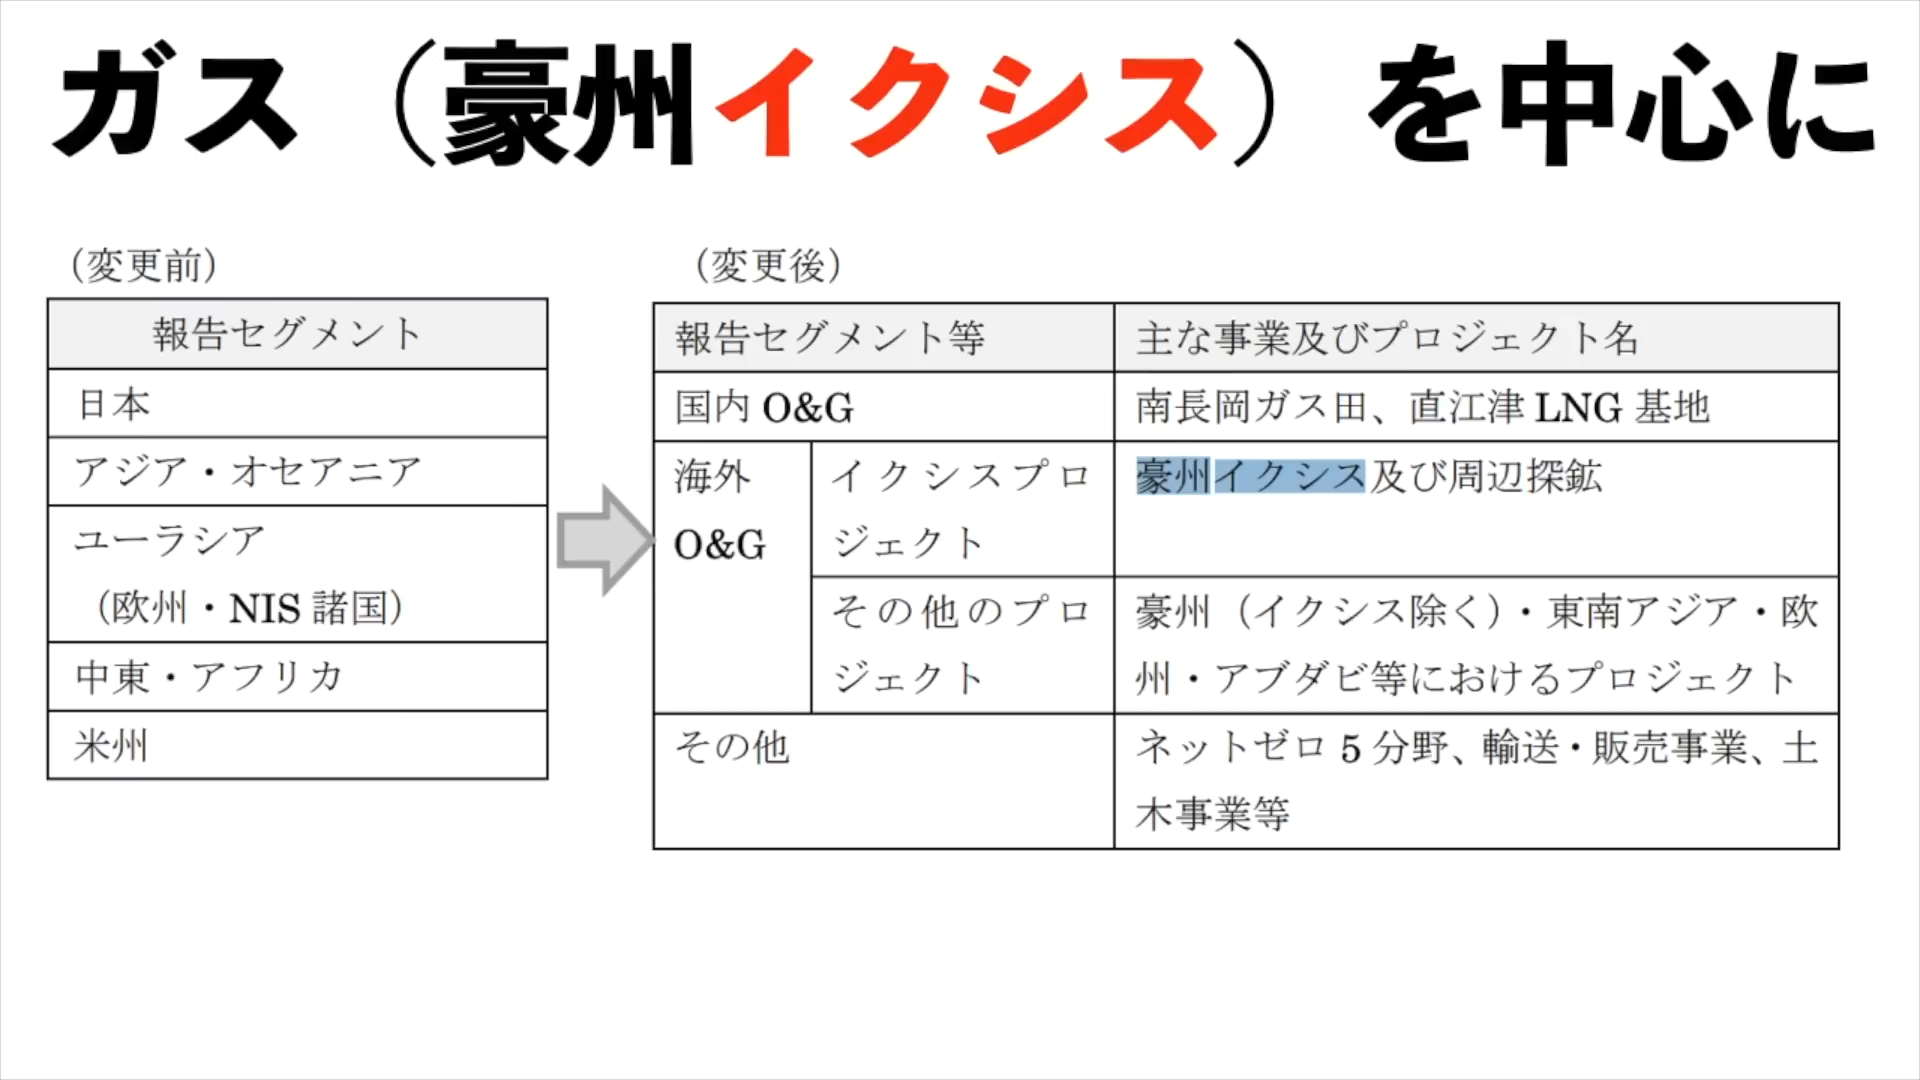 ガス（豪州イクシス）を中心に
（変更前）
報告セグメント
日本
アジア・オセアニア
ユーラシア
（欧州・NIS 諸国）
中東・アフリカ
米州
（変更後）
報告セグメント等
主な事業及びプロジェクト名
国内 O&G
南長岡ガス田、直江津 LNG 基地
海外
O&G
イクシスプロ
ジェクト
豪州イクシス及び周辺探鉱
その他のプロ
ジェクト
豪州（イクシス除く）・東南アジア・欧
州・アブダビ等におけるプロジェクト
その他
ネットゼロ 5 分野、輸送・販売事業、土
木事業等